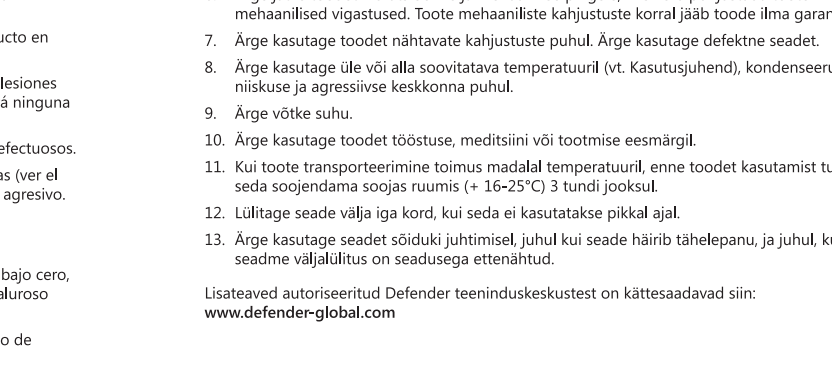 ucto en
lesiones
á ninguna
efectuosos.
as (ver el
agresivo.
bajo cero,
aluroso
o de
mehaanilised vigastused. Toote mehaaniliste kahjustuste korral jääb toode ilma garan
7. Ärge kasutage toodet nähtavate kahjustuste puhul. Ärge kasutage defektne seadet.
8. Ärge kasutage üle või alla soovitatava temperatuuril (vt. Kasutusjuhend), kondenseeru
niiskuse ja agressiivse keskkonna puhul.
9. Ärge võtke suhu.
10. Ärge kasutage toodet tööstuse, meditsiini või tootmise eesmärgil.
11. Kui toote transporteerimine toimus madalal temperatuuril, enne toodet kasutamist tu
seda soojendama soojas ruumis (+ 16-25°C) 3 tundi jooksul.
12. Lülitage seade välja iga kord, kui seda ei kasutatakse pikkal ajal.
13. Ärge kasutage seadet sõiduki juhtimisel, juhul kui seade häirib tähelepanu, ja juhul, ku
seadme väljalülitus on seadusega ettenähtud.
Lisateaved autoriseeritud Defender teeninduskeskustest on kättesaadavad siin:
www.defender-global.com